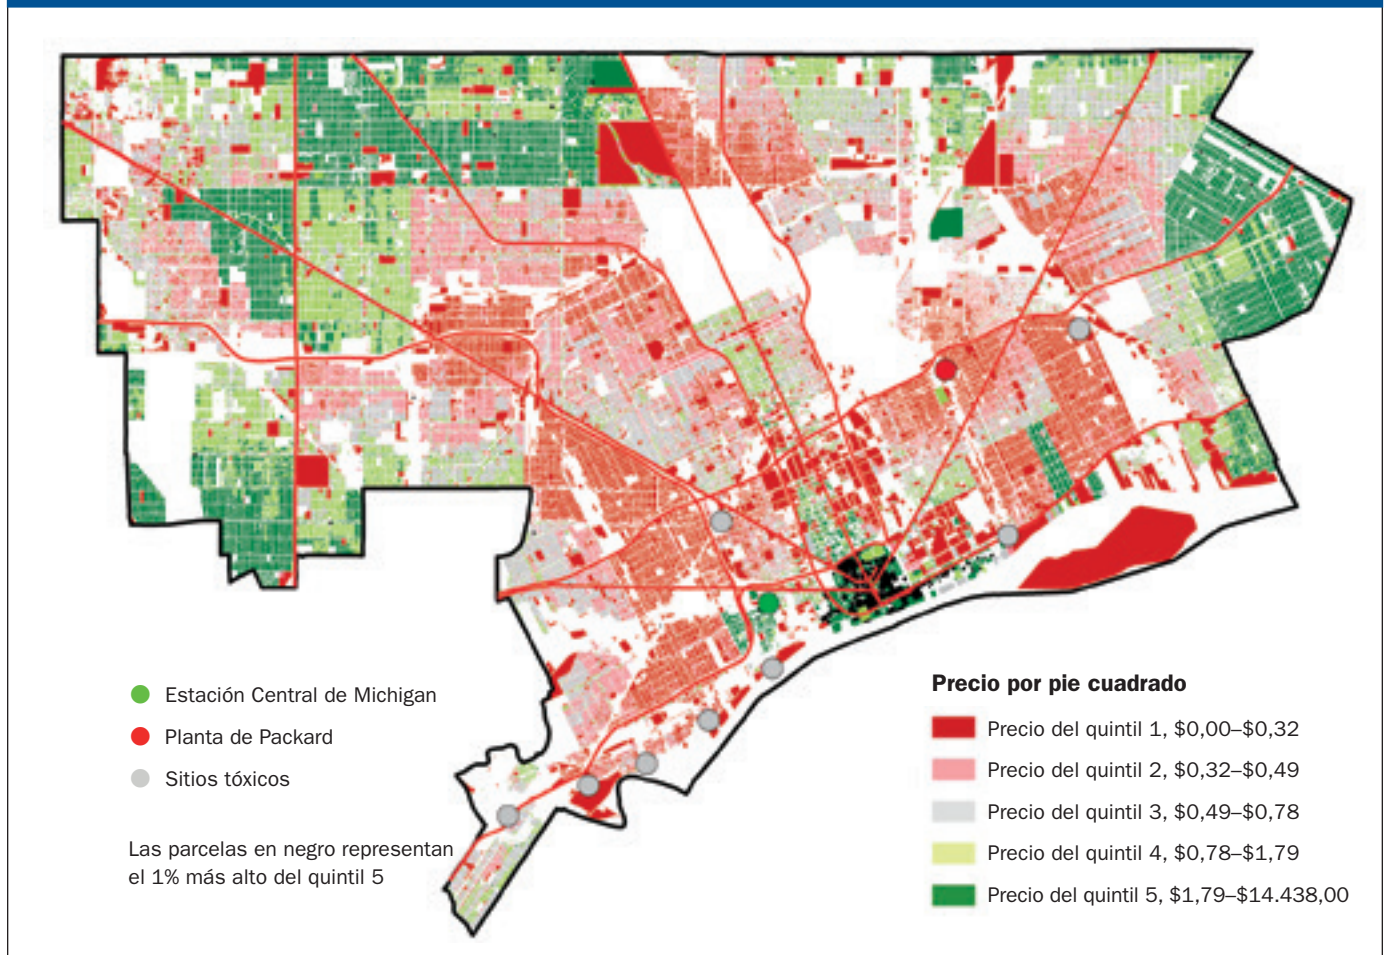 Estación Central de Michigan
Planta de Packard
Sitios tóxicos
Las parcelas en negro representan
el 1% más alto del quintil 5
Precio por pie cuadrado
Precio del quintil 1, $0,00–$0,32
Precio del quintil 2, $0,32–$0,49
Precio del quintil 3, $0,49–$0,78
Precio del quintil 4, $0,78–$1,79
Precio del quintil 5, $1,79–$14.438,00